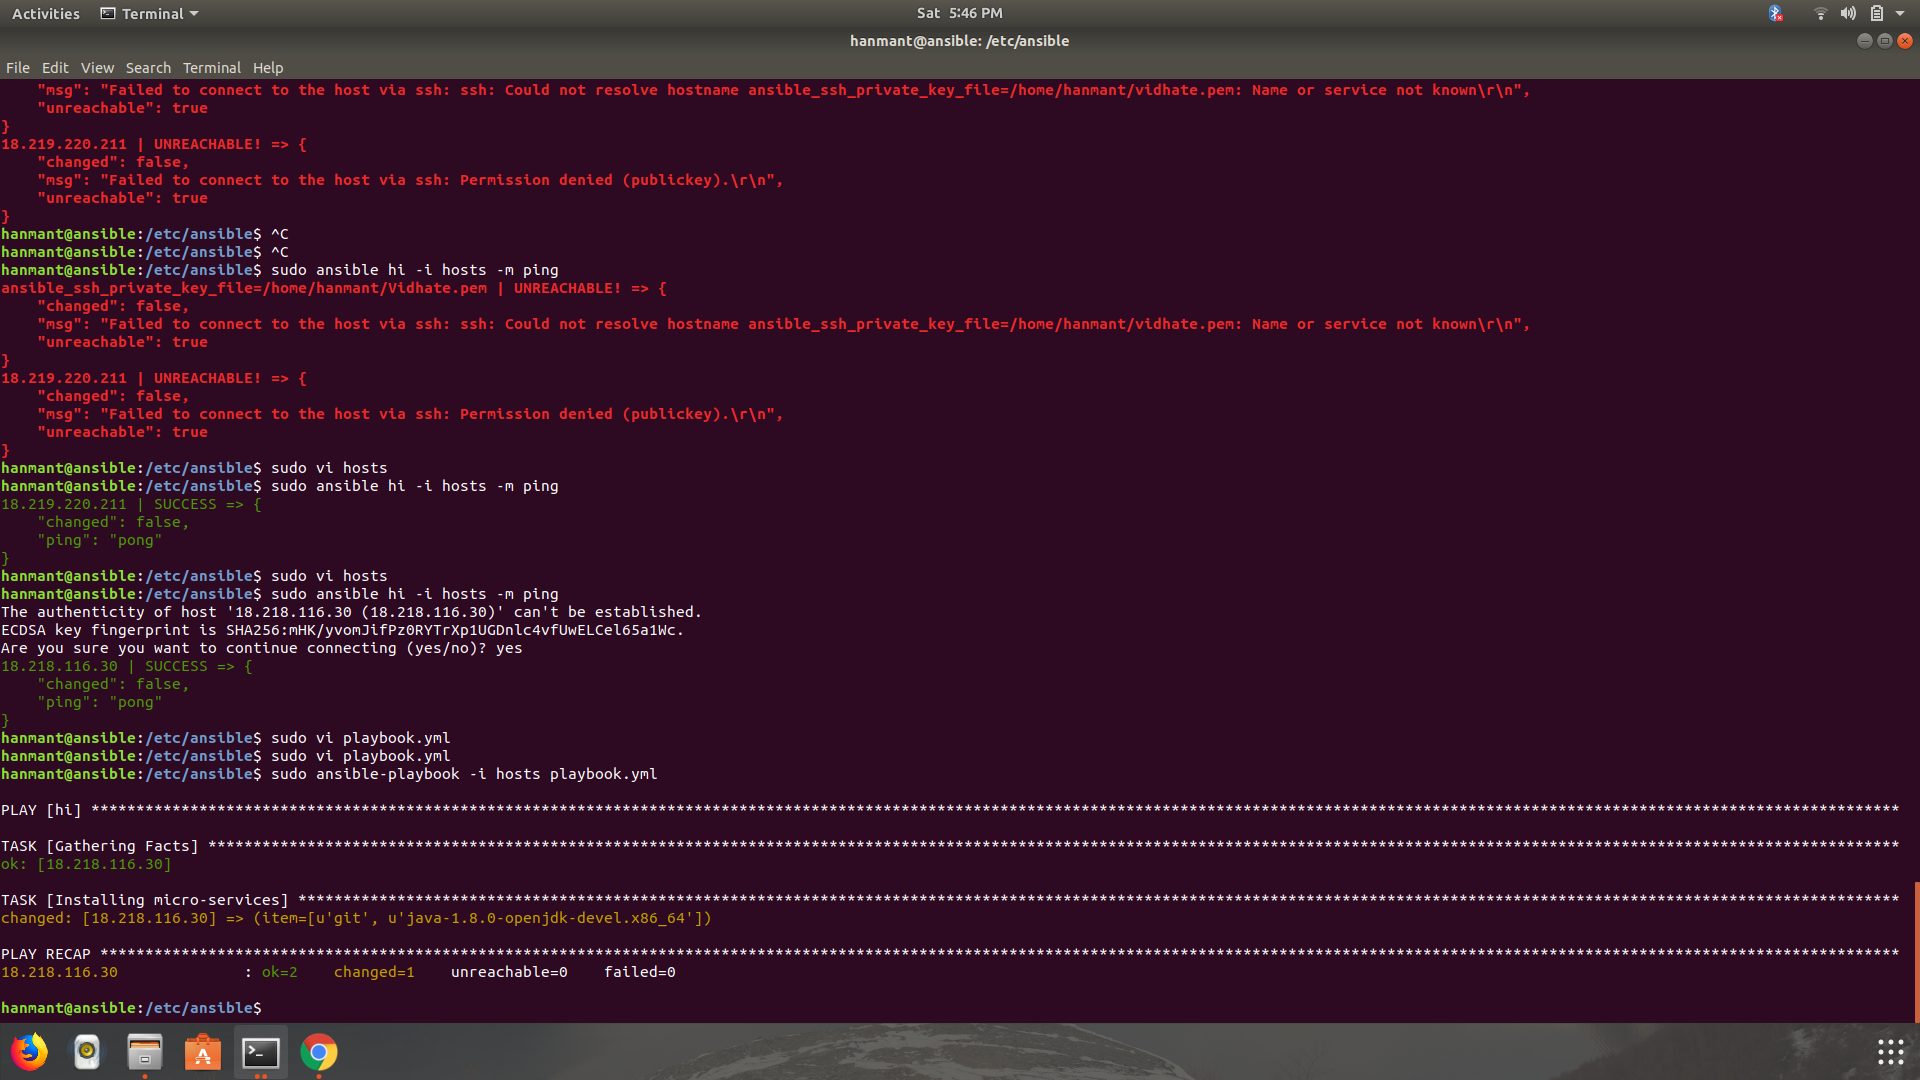 Activities Terminal Sat 5:46 PM
hanmant@ansible: /etc/ansible
File Edit View Search Terminal Help
    "msg": "Failed to connect to the host via ssh: ssh: Could not resolve hostname ansible_ssh_private_key_file=/home/hanmant/vidhate.pem: Name or service not known\r\n",
    "unreachable": true
}
18.219.220.211 | UNREACHABLE! => {
    "changed": false,
    "msg": "Failed to connect to the host via ssh: Permission denied (publickey).\r\n",
    "unreachable": true
}
hanmant@ansible:/etc/ansible$ ^C
hanmant@ansible:/etc/ansible$ ^C
hanmant@ansible:/etc/ansible$ sudo ansible hi -i hosts -m ping
ansible_ssh_private_key_file=/home/hanmant/Vidhate.pem | UNREACHABLE! => {
    "changed": false,
    "msg": "Failed to connect to the host via ssh: ssh: Could not resolve hostname ansible_ssh_private_key_file=/home/hanmant/vidhate.pem: Name or service not known\r\n",
    "unreachable": true
}
18.219.220.211 | UNREACHABLE! => {
    "changed": false,
    "msg": "Failed to connect to the host via ssh: Permission denied (publickey).\r\n",
    "unreachable": true
}
hanmant@ansible:/etc/ansible$ sudo vi hosts
hanmant@ansible:/etc/ansible$ sudo ansible hi -i hosts -m ping
18.219.220.211 | SUCCESS => {
    "changed": false,
    "ping": "pong"
}
hanmant@ansible:/etc/ansible$ sudo vi hosts
hanmant@ansible:/etc/ansible$ sudo ansible hi -i hosts -m ping
The authenticity of host '18.218.116.30 (18.218.116.30)' can't be established.
ECDSA key fingerprint is SHA256:mHK/yvomJifPz0RYTrXp1UGDnlc4vfUwELCel65a1Wc.
Are you sure you want to continue connecting (yes/no)? yes
18.218.116.30 | SUCCESS => {
    "changed": false,
    "ping": "pong"
}
hanmant@ansible:/etc/ansible$ sudo vi playbook.yml
hanmant@ansible:/etc/ansible$ sudo vi playbook.yml
hanmant@ansible:/etc/ansible$ sudo ansible-playbook -i hosts playbook.yml
PLAY [hi] *********************************************************************************************************************************************************************************************************
TASK [Gathering Facts] ********************************************************************************************************************************************************************************************
ok: [18.218.116.30]
TASK [Installing micro-services] **********************************************************************************************************************************************************************************
changed: [18.218.116.30] => (item=[u'git', u'java-1.8.0-openjdk-devel.x86_64'])
PLAY RECAP ********************************************************************************************************************************************************************************************************
18.218.116.30              : ok=2    changed=1    unreachable=0    failed=0
hanmant@ansible:/etc/ansible$